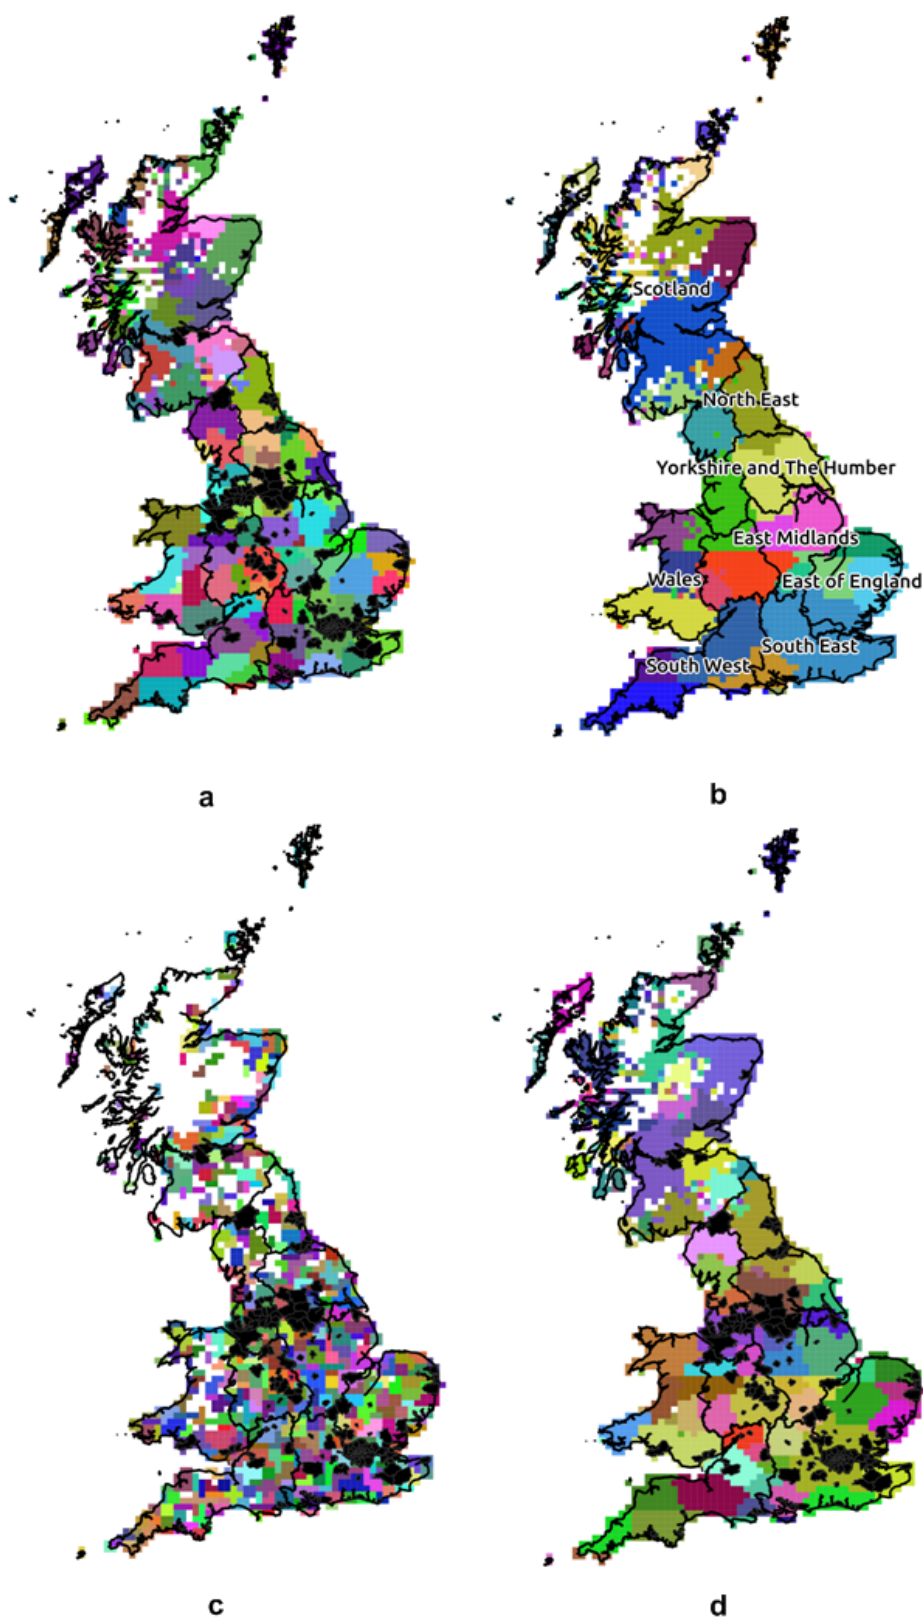 Scotland
North East
Yorkshire and The Humber
East Midlands
Wales
East of England
South East
South West
a
b
c
d